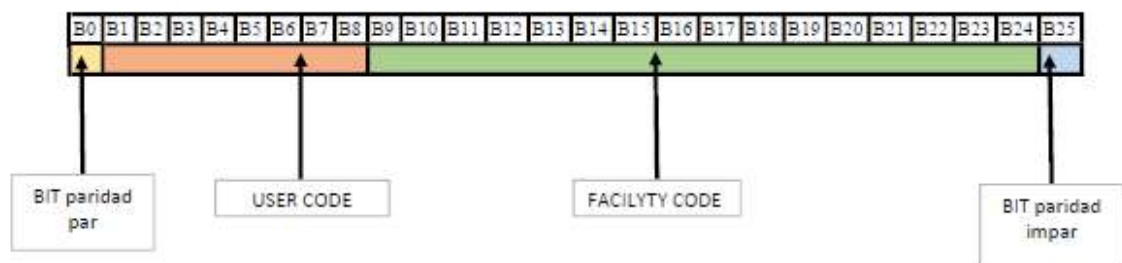 B0 B1 B2 B3 B4 B5 B6 B7 B8 B9 B10 B11 B12 B13 B14 B15 B16 B17 B18 B19 B20 B21 B22 B23 B24 B25
BIT paridad
par
USER CODE
FACILYTY CODE
BIT paridad
impar